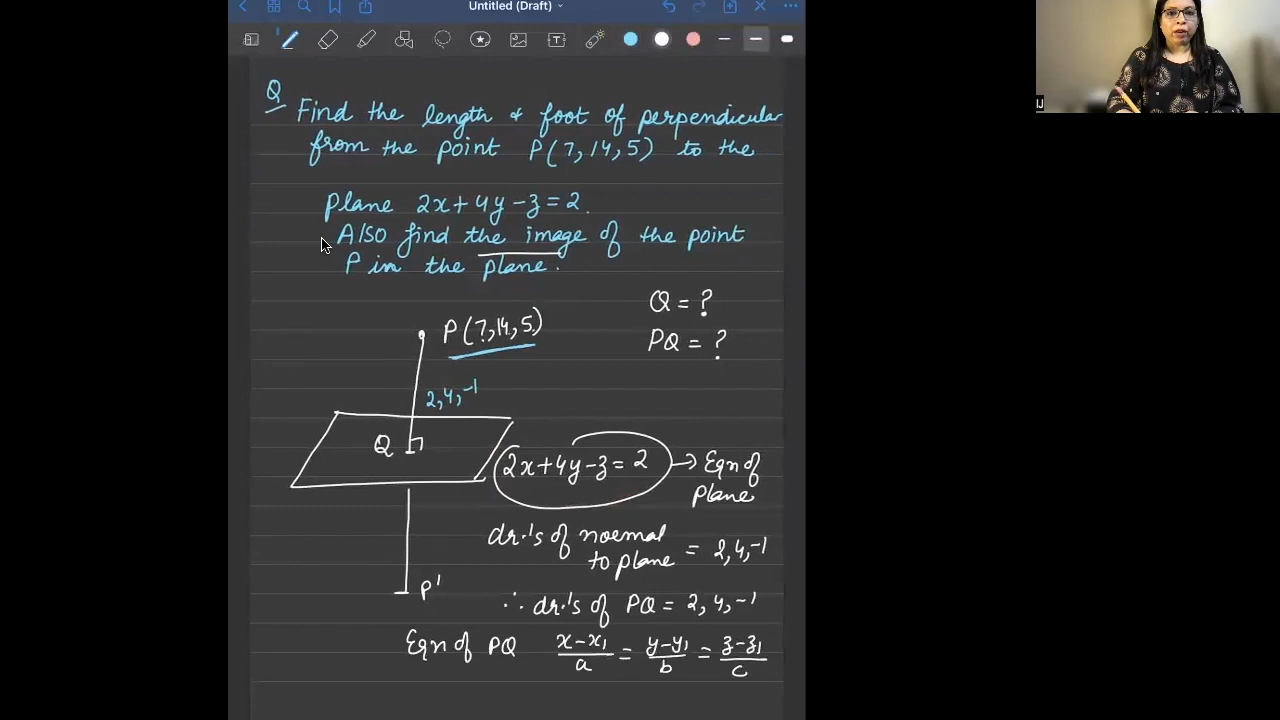 Untitled (Draft)
Q Find the length & foot of perpendicular
from the point P(7,14,5) to the
plane 2x+4y-z=2.
Also find the image of the point
P in the plane.
Q = ?
PQ = ?
P(7,14,5)
2,4,-1
Q
2x+4y-z=2 → Eqn of
plane
dr.'s of normal
to plane = 2,4,-1
∴ dr.'s of PQ = 2, 4, -1
P'
Eqn of PQ x-x₁/a = y-y₁/b = z-z₁/c
IJ